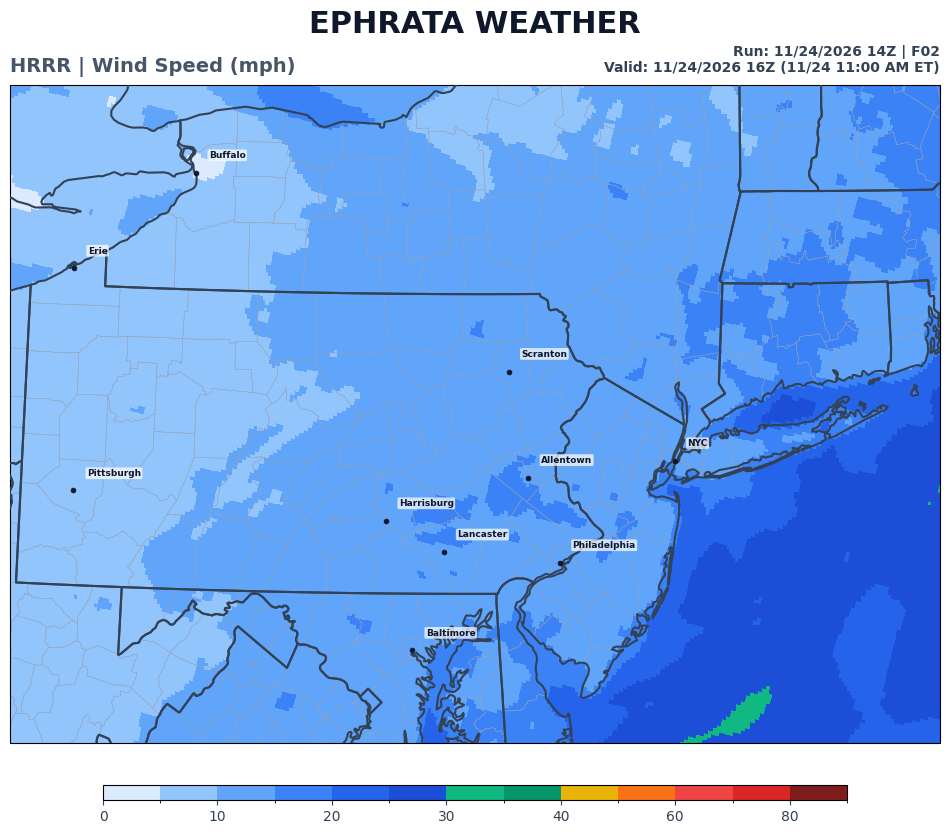 EPHRATA WEATHER
HRRR | Wind Speed (mph)
Run: 11/24/2026 14Z | F02
Valid: 11/24/2026 16Z (11/24 11:00 AM ET)
Buffalo
Erie
Scranton
NYC
Allentown
Pittsburgh
Harrisburg
Lancaster
Philadelphia
Baltimore
0 10 20 30 40 60 80